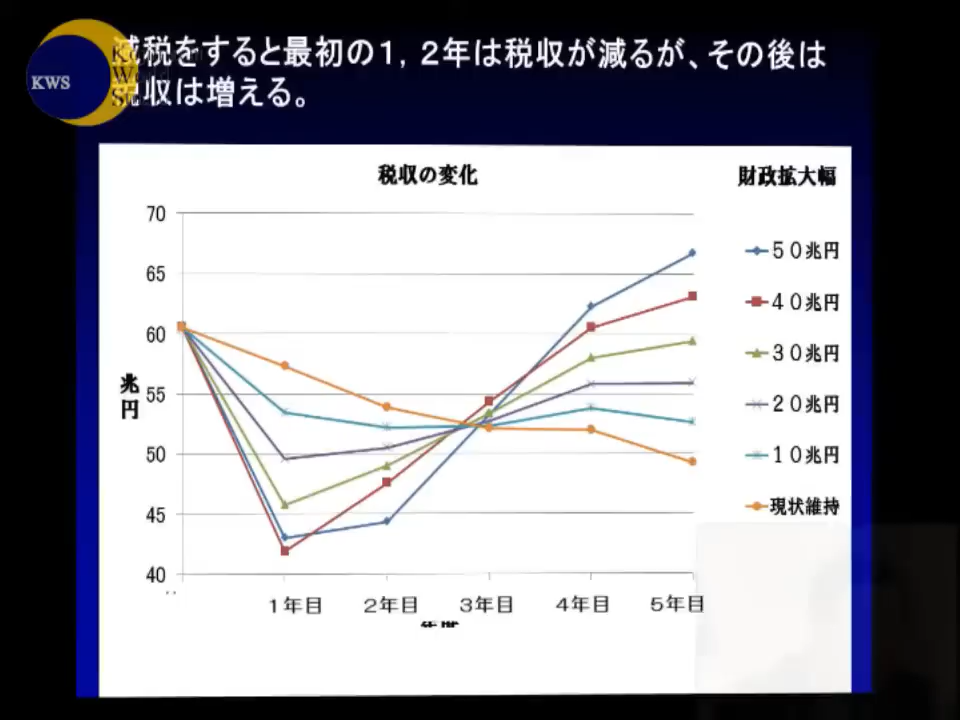 減税をすると最初の１，２年は税収が減るが、その後は
税収は増える。
KWS
税収の変化
財政拡大幅
70
65
60
55
50
45
40
兆
円
５０兆円
４０兆円
３０兆円
２０兆円
１０兆円
現状維持
１年目
２年目
３年目
４年目
５年目